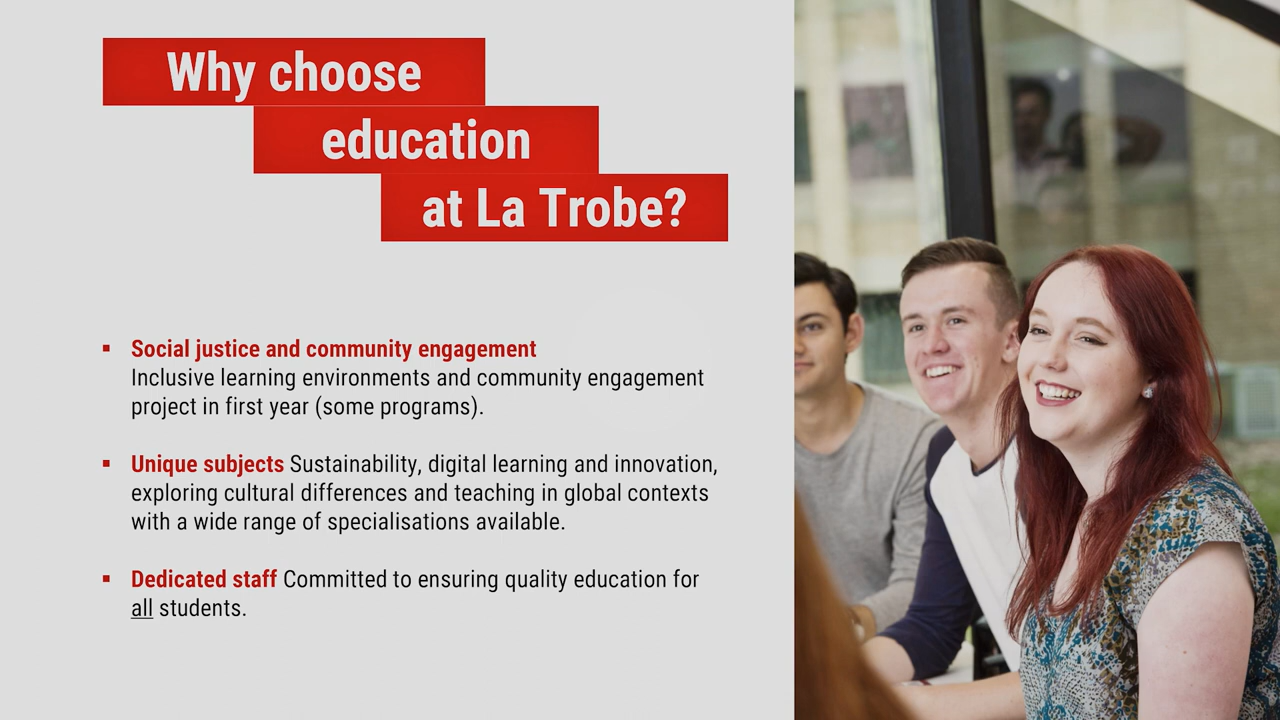 Why choose
education
at La Trobe?
▪ Social justice and community engagement
Inclusive learning environments and community engagement
project in first year (some programs).
▪ Unique subjects Sustainability, digital learning and innovation,
exploring cultural differences and teaching in global contexts
with a wide range of specialisations available.
▪ Dedicated staff Committed to ensuring quality education for
all students.